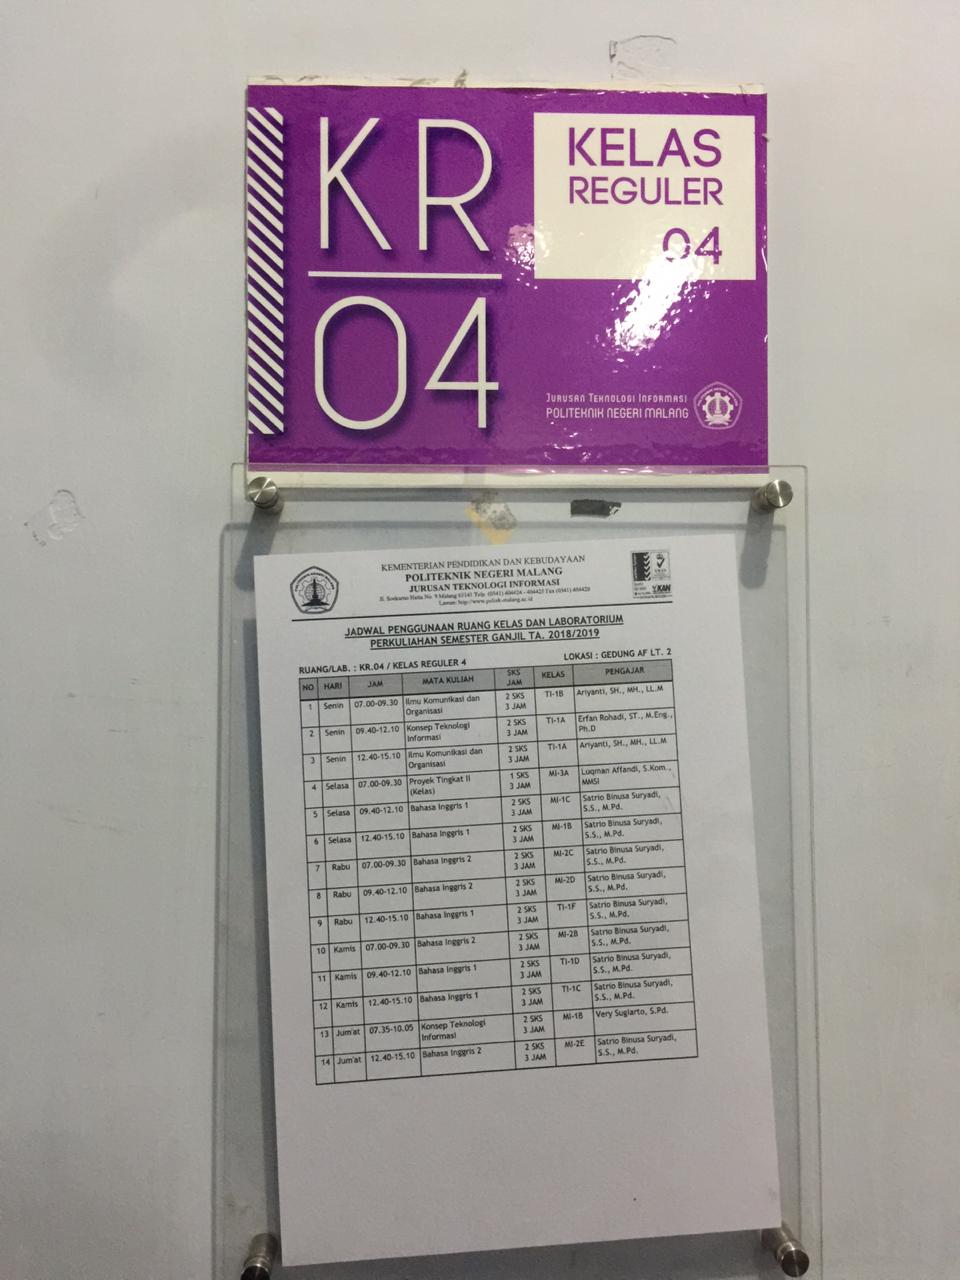 KR
04
KELAS
REGULER
04
JURUSAN TEKNOLOGI INFORMASI
POLITEKNIK NEGERI MALANG
KEMENTERIAN PENDIDIKAN DAN KEBUDAYAAN
POLITEKNIK NEGERI MALANG
JURUSAN TEKNOLOGI INFORMASI
Jl. Soekarno Hatta No. 9 Malang 65141 Telp. (0341) 404424 - 404425 Fax (0341) 404420
Laman: http://www.polinema.ac.id
KAN
JADWAL PENGGUNAAN RUANG KELAS DAN LABORATORIUM
PERKULIAHAN SEMESTER GANJIL TA. 2018/2019
RUANG/LAB. : KR.04 / KELAS REGULER 4 LOKASI : GEDUNG AF LT. 2
NO HARI JAM MATA KULIAH SKS JAM KELAS PENGAJAR
1 Senin 07.00-09.30 Ilmu Komunikasi dan Organisasi 2 SKS 3 JAM TI-1B Ariyanti, SH., MH., LL.M
2 Senin 09.40-12.10 Konsep Teknologi Informasi 2 SKS 3 JAM TI-1A Erfan Rohadi, ST., M.Eng., Ph.D
3 Senin 12.40-15.10 Ilmu Komunikasi dan Organisasi 2 SKS 3 JAM TI-1A Ariyanti, SH., MH., LL.M
4 Selasa 07.00-09.30 Proyek Tingkat II (Kelas) 1 SKS 3 JAM MI-3A Luqman Affandi, S.Kom., MMSI
5 Selasa 09.40-12.10 Bahasa Inggris 1 2 SKS 3 JAM MI-1C Satrio Binusa Suryadi, S.S., M.Pd.
6 Selasa 12.40-15.10 Bahasa Inggris 1 2 SKS 3 JAM MI-1B Satrio Binusa Suryadi, S.S., M.Pd.
7 Rabu 07.00-09.30 Bahasa Inggris 2 2 SKS 3 JAM MI-2C Satrio Binusa Suryadi, S.S., M.Pd.
8 Rabu 09.40-12.10 Bahasa Inggris 2 2 SKS 3 JAM MI-2D Satrio Binusa Suryadi, S.S., M.Pd.
9 Rabu 12.40-15.10 Bahasa Inggris 1 2 SKS 3 JAM TI-1F Satrio Binusa Suryadi, S.S., M.Pd.
10 Kamis 07.00-09.30 Bahasa Inggris 2 2 SKS 3 JAM MI-2B Satrio Binusa Suryadi, S.S., M.Pd.
11 Kamis 09.40-12.10 Bahasa Inggris 1 2 SKS 3 JAM TI-1D Satrio Binusa Suryadi, S.S., M.Pd.
12 Kamis 12.40-15.10 Bahasa Inggris 1 2 SKS 3 JAM TI-1C Satrio Binusa Suryadi, S.S., M.Pd.
13 Jum'at 07.35-10.05 Konsep Teknologi Informasi 2 SKS 3 JAM MI-1B Very Sugiarto, S.Pd.
14 Jum'at 12.40-15.10 Bahasa Inggris 2 2 SKS 3 JAM MI-2E Satrio Binusa Suryadi, S.S., M.Pd.